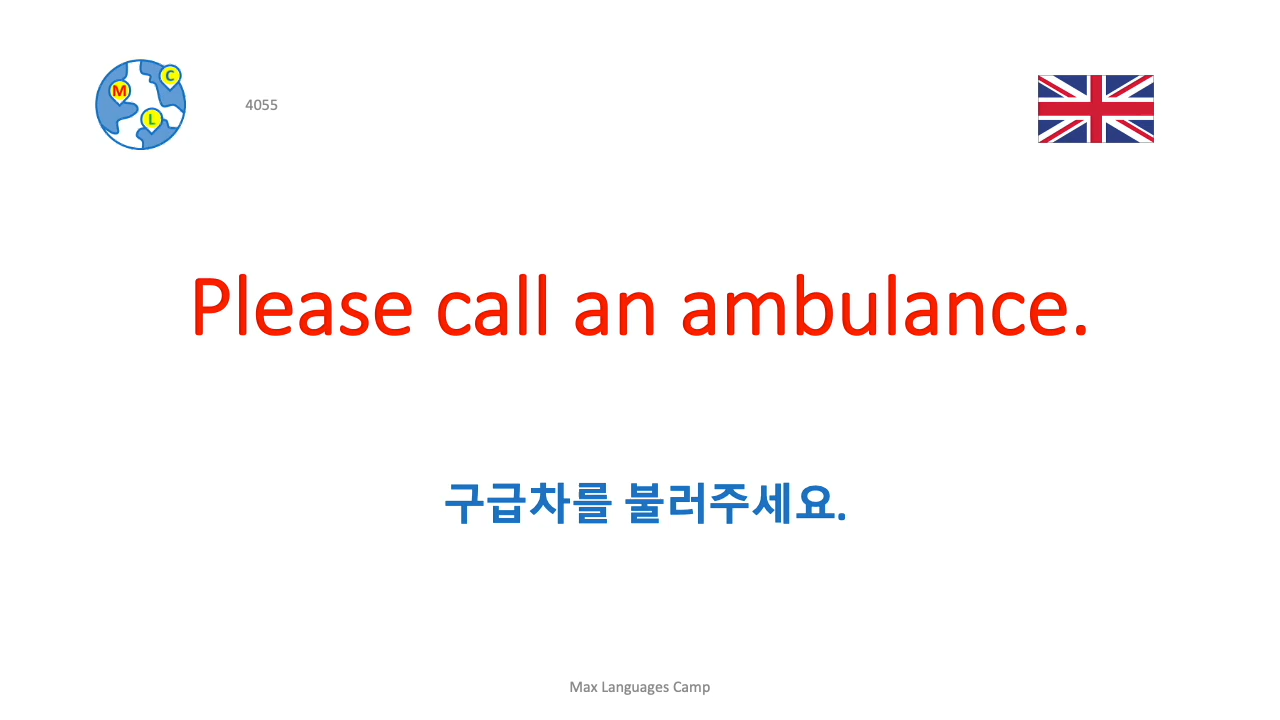 C
M
L
4055
Please call an ambulance.
구급차를 불러주세요.
Max Languages Camp